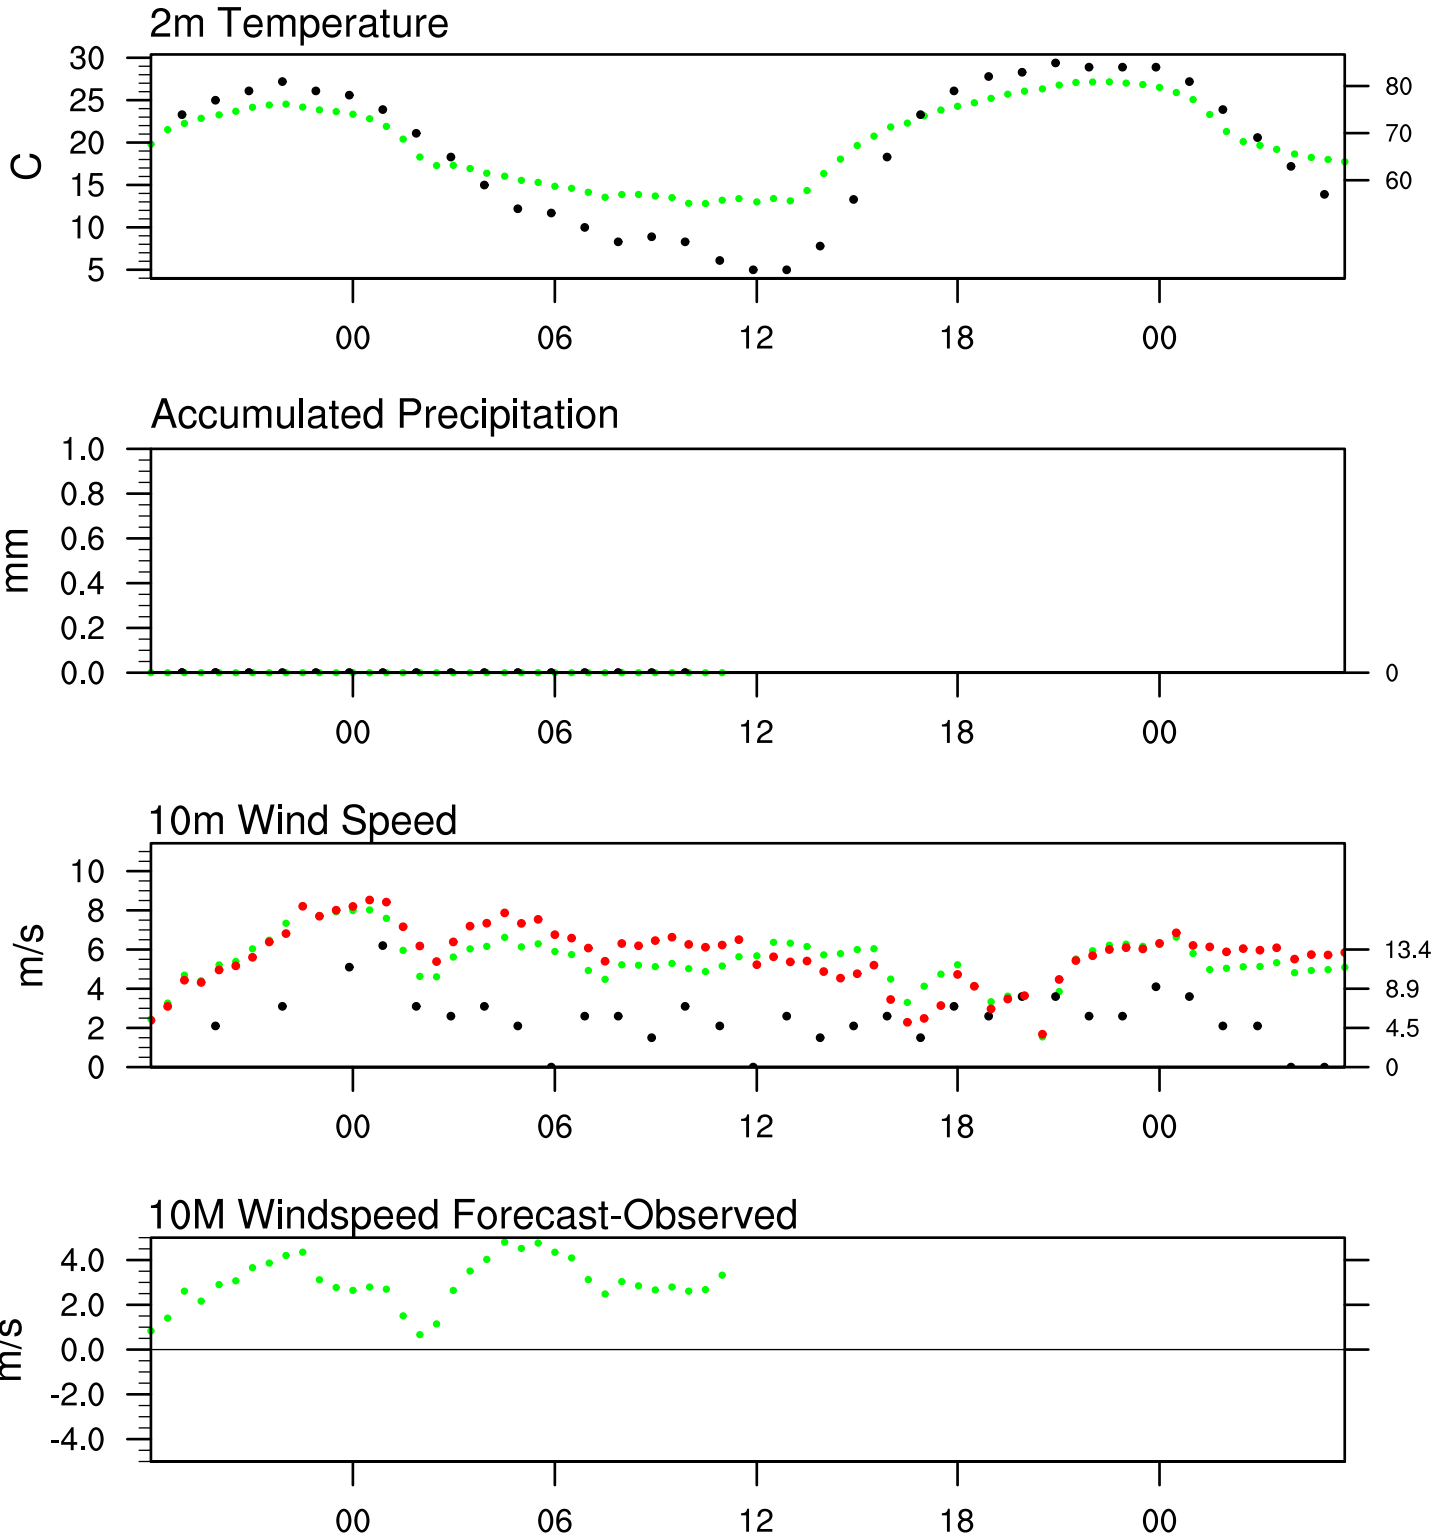 2m Temperature
30
25
20
15
10
5
C
80
70
60
00 06 12 18 00
Accumulated Precipitation
1.0
0.8
0.6
0.4
0.2
0.0
mm
0
00 06 12 18 00
10m Wind Speed
10
8
6
4
2
0
m/s
13.4
8.9
4.5
0
00 06 12 18 00
10M Windspeed Forecast-Observed
4.0
2.0
0.0
-2.0
-4.0
m/s
00 06 12 18 00